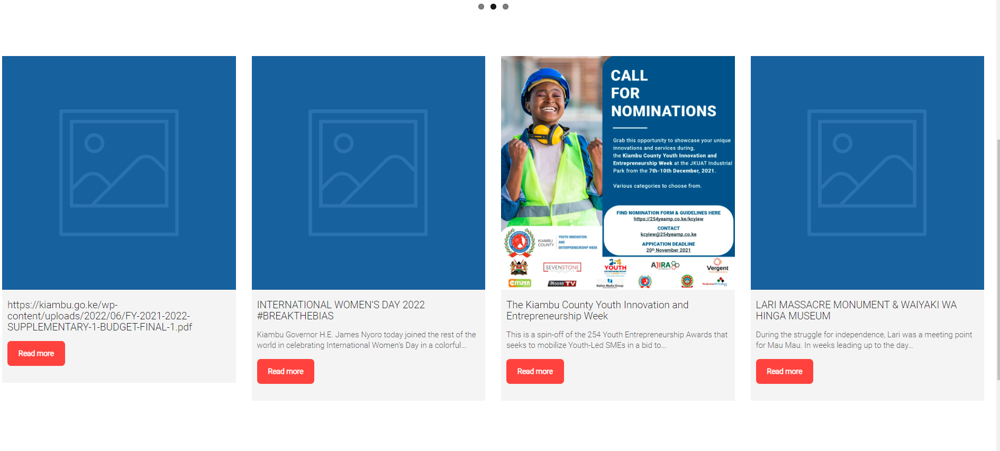 CALL
FOR
NOMINATIONS
Grab this opportunity to showcase your unique
innovations and services during,
the Kiambu County Youth Innovation and
Entrepreneurship Week at the JKUAT Industrial
Park from the 7th-10th December, 2021.
Various categories to choose from.
FIND NOMINATION FORM & GUIDELINES HERE
https://254yeamp.co.ke/kcyiew
CONTACT
kcyiew@254yeamp.co.ke
APPICATION DEADLINE
20th November 2021
KIAMBU
COUNTY
YOUTH INNOVATION
AND
ENTERPRENEURSHIP WEEK
SEVENSTONE
254
YOUTH
AJIRA
Vergent
CITIZEN
iNOORO TV
Nation Media Group
HudumaWhiteBox
https://kiambu.go.ke/wp-
content/uploads/2022/06/FY-2021-2022-
SUPPLEMENTARY-1-BUDGET-FINAL-1.pdf
Read more
INTERNATIONAL WOMEN’S DAY 2022
#BREAKTHEBIAS
Kiambu Governor H.E. James Nyoro today joined the rest of the
world in celebrating International Women's Day in a colorful...
Read more
The Kiambu County Youth Innovation and
Entrepreneurship Week
This is a spin-off of the 254 Youth Entrepreneurship Awards that
seeks to mobilize Youth-Led SMEs in a bid to...
Read more
LARI MASSACRE MONUMENT & WAIYAKI WA
HINGA MUSEUM
During the struggle for independence, Lari was a meeting point
for Mau Mau. In weeks leading up to the day...
Read more